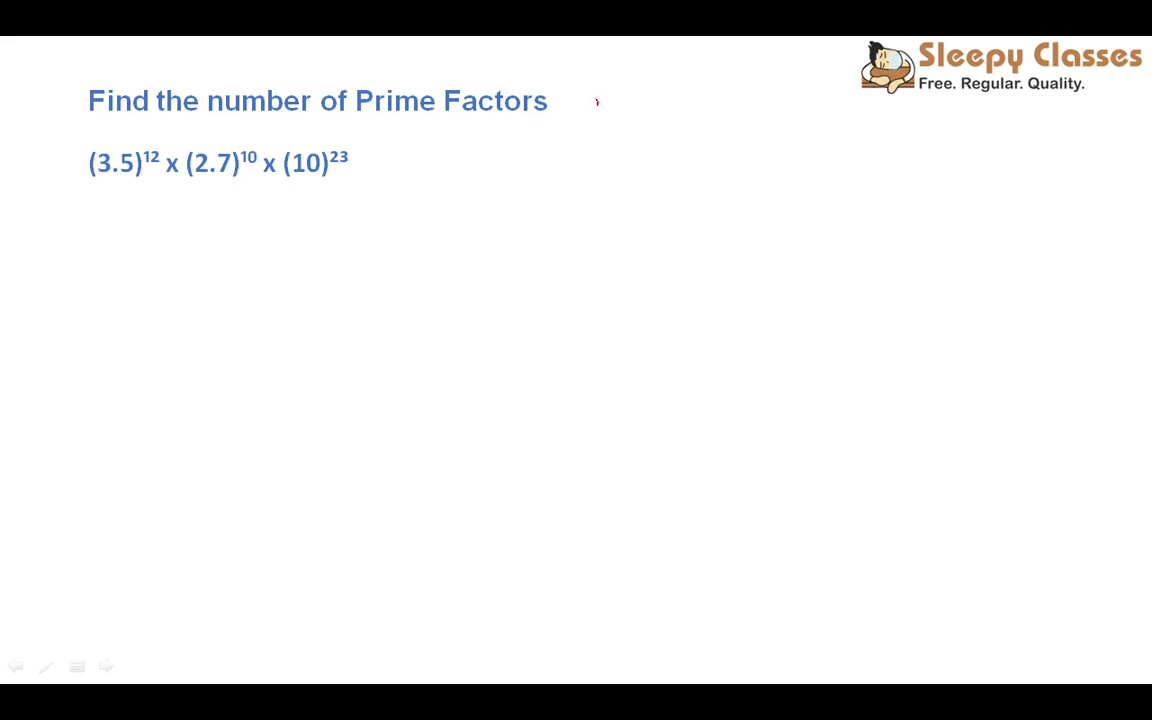 Sleepy Classes
Free. Regular. Quality.
Find the number of Prime Factors
(3.5)¹² x (2.7)¹⁰ x (10)²³